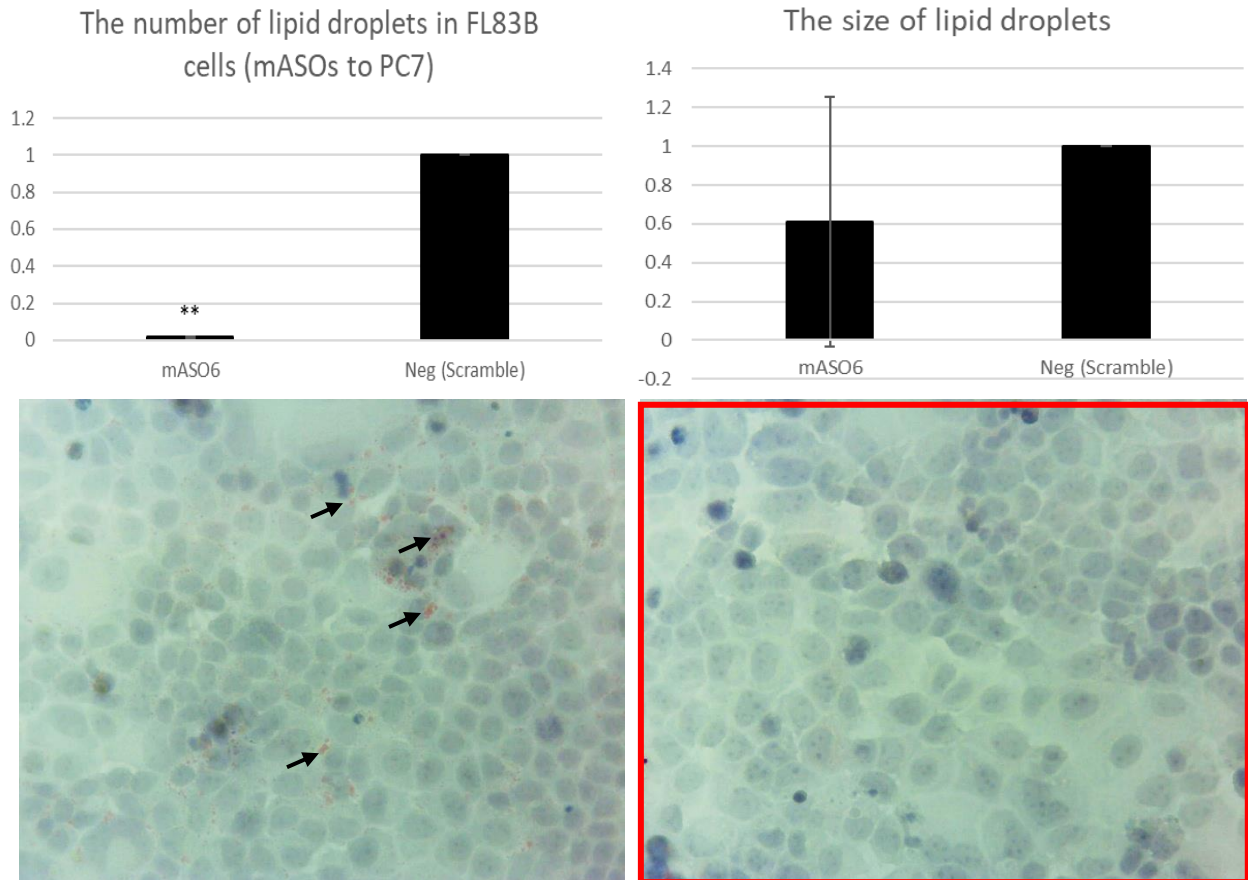 The number of lipid droplets in FL83B
cells (mASOs to PC7)
1.2
1
0.8
0.6
0.4
0.2
0
**
mASO6
Neg (Scramble)
The size of lipid droplets
1.4
1.2
1
0.8
0.6
0.4
0.2
0
-0.2
mASO6
Neg (Scramble)